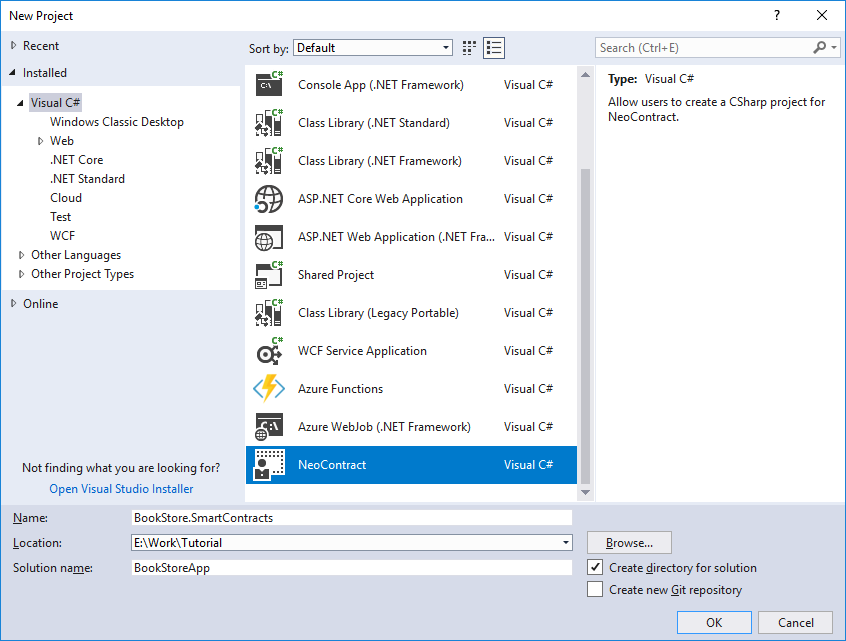 New Project
?
Recent
Installed
Visual C#
Windows Classic Desktop
Web
.NET Core
.NET Standard
Cloud
Test
WCF
Other Languages
Other Project Types
Online
Not finding what you are looking for?
Open Visual Studio Installer
Sort by: Default
C# Console App (.NET Framework) Visual C#
C# Class Library (.NET Standard) Visual C#
C# Class Library (.NET Framework) Visual C#
ASP.NET Core Web Application Visual C#
ASP.NET Web Application (.NET Fra... Visual C#
C# Shared Project Visual C#
C# Class Library (Legacy Portable) Visual C#
C# WCF Service Application Visual C#
Azure Functions Visual C#
Azure WebJob (.NET Framework) Visual C#
NeoContract Visual C#
Search (Ctrl+E)
Type: Visual C#
Allow users to create a CSharp project for
NeoContract.
Name: BookStore.SmartContracts
Location: E:\Work\Tutorial
Browse...
Solution name: BookStoreApp
Create directory for solution
Create new Git repository
OK
Cancel